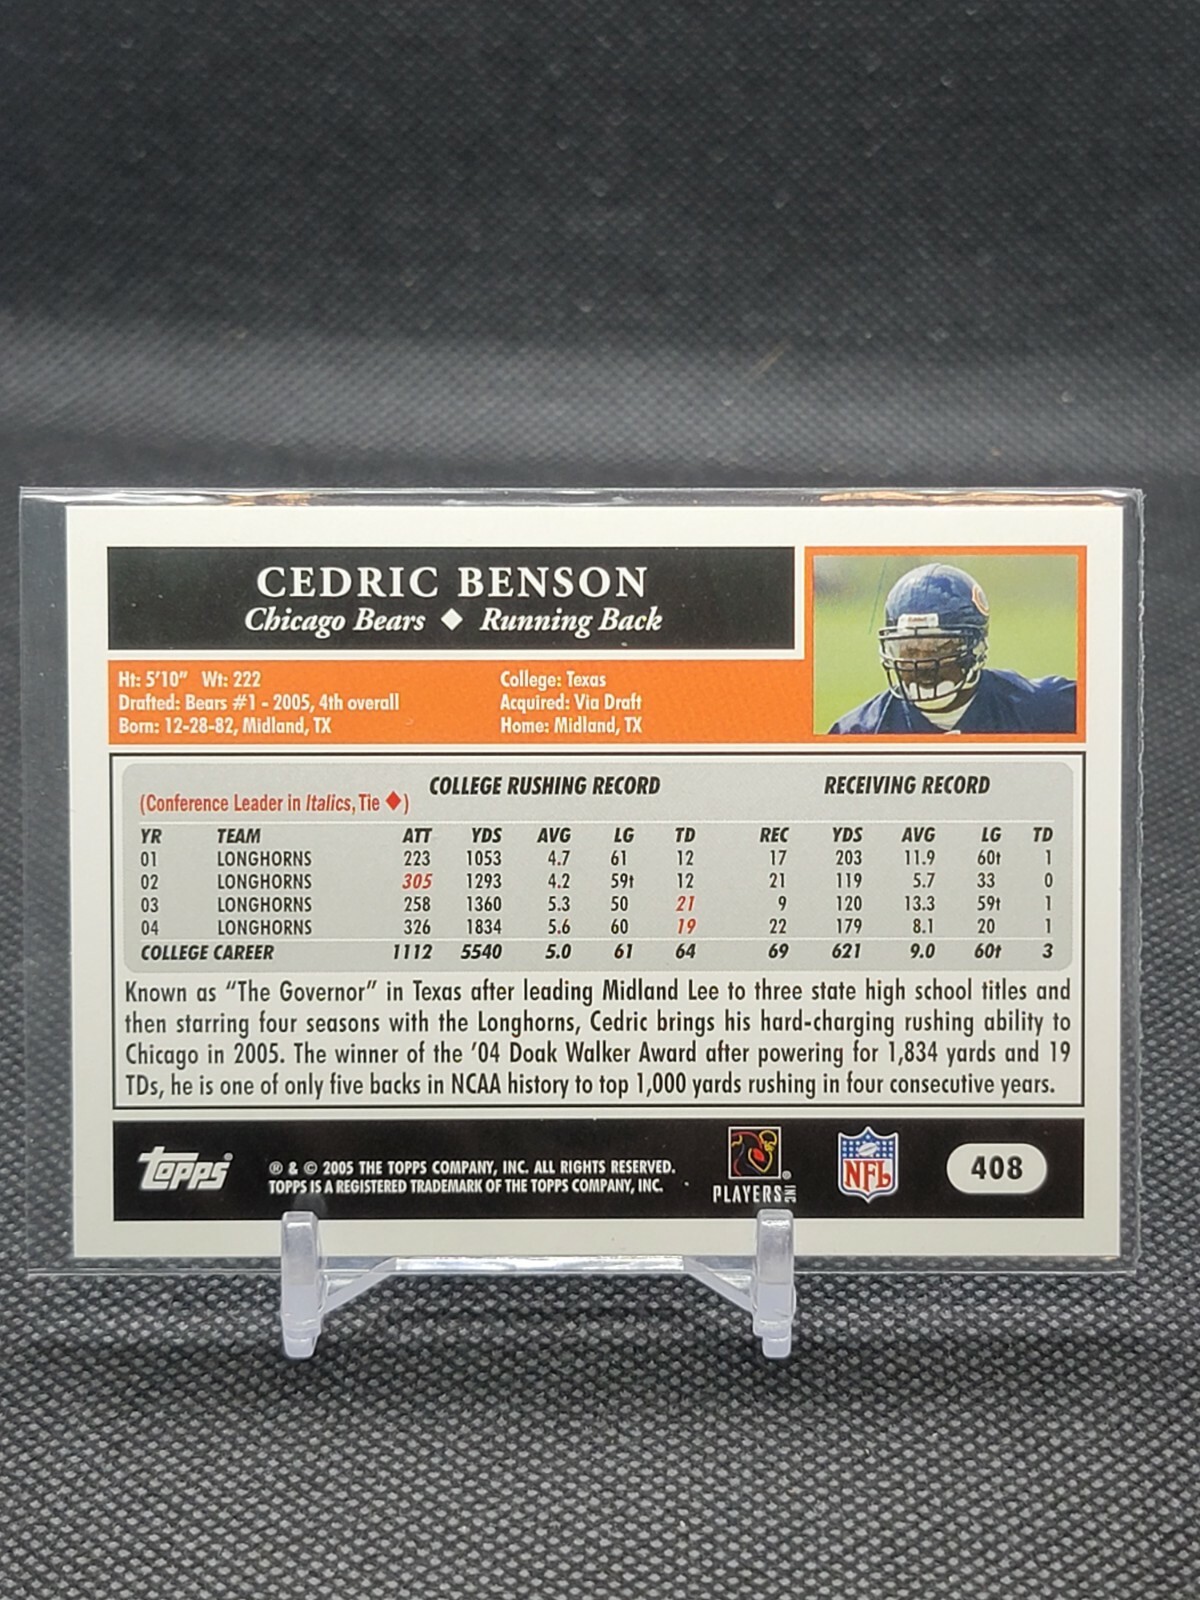 CEDRIC BENSON
Chicago Bears ◆ Running Back
Ht: 5'10" Wt: 222
Drafted: Bears #1 - 2005, 4th overall
Born: 12-28-82, Midland, TX
College: Texas
Acquired: Via Draft
Home: Midland, TX
COLLEGE RUSHING RECORD RECEIVING RECORD
(Conference Leader in Italics, Tie ◆)
YR TEAM ATT YDS AVG LG TD REC YDS AVG LG TD
01 LONGHORNS 223 1053 4.7 61 12 17 203 11.9 60t 1
02 LONGHORNS 305 1293 4.2 59t 12 21 119 5.7 33 0
03 LONGHORNS 258 1360 5.3 50 21 9 120 13.3 59t 1
04 LONGHORNS 326 1834 5.6 60 19 22 179 8.1 20 1
COLLEGE CAREER 1112 5540 5.0 61 64 69 621 9.0 60t 3
Known as "The Governor" in Texas after leading Midland Lee to three state high school titles and
then starring four seasons with the Longhorns, Cedric brings his hard-charging rushing ability to
Chicago in 2005. The winner of the '04 Doak Walker Award after powering for 1,834 yards and 19
TDs, he is one of only five backs in NCAA history to top 1,000 yards rushing in four consecutive years.
Topps
® & © 2005 THE TOPPS COMPANY, INC. ALL RIGHTS RESERVED.
TOPPS IS A REGISTERED TRADEMARK OF THE TOPPS COMPANY, INC.
PLAYERS INC ®
NFL
408